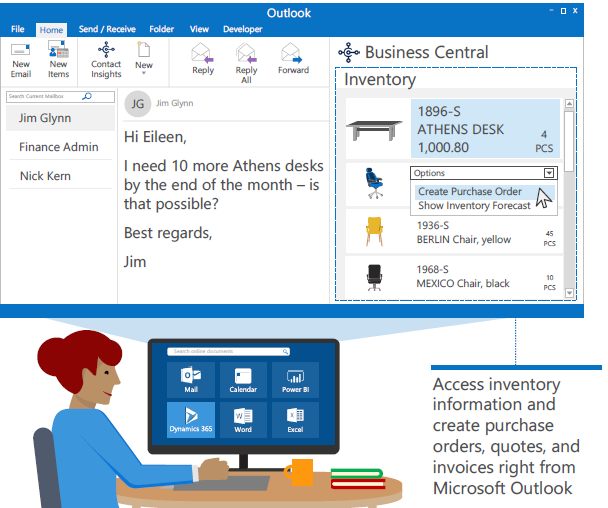 Outlook
File Home Send / Receive Folder View Developer
New Email
New Items
Contact Insights
New
Reply
Reply All
Forward
Search Current Mailbox
Jim Glynn
Finance Admin
Nick Kern
JG Jim Glynn
Hi Eileen,
I need 10 more Athens desks
by the end of the month – is
that possible?
Best regards,
Jim
Business Central
Inventory
1896-S
ATHENS DESK 4
1,000.80 PCS
Options
Create Purchase Order
Show Inventory Forecast
1936-S 45
BERLIN Chair, yellow PCS
1968-S 10
MEXICO Chair, black PCS
Search online documents
Mail Calendar Power BI
Dynamics 365 Word Excel
Access inventory
information and
create purchase
orders, quotes, and
invoices right from
Microsoft Outlook